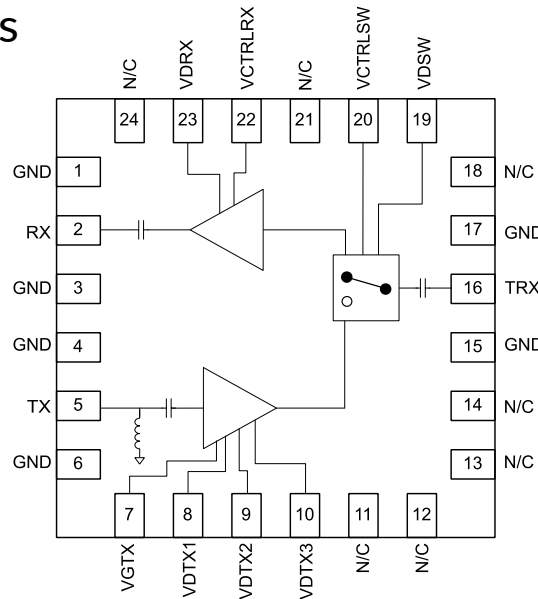 S
N/C
VDRX
VCTRLRX
N/C
VCTRLSW
VDSW
24
23
22
21
20
19
GND
1
18
N/C
RX
2
17
GND
GND
3
16
TRX
GND
4
15
GND
TX
5
14
N/C
GND
6
13
N/C
7
8
9
10
11
12
VGTX
VDTX1
VDTX2
VDTX3
N/C
N/C